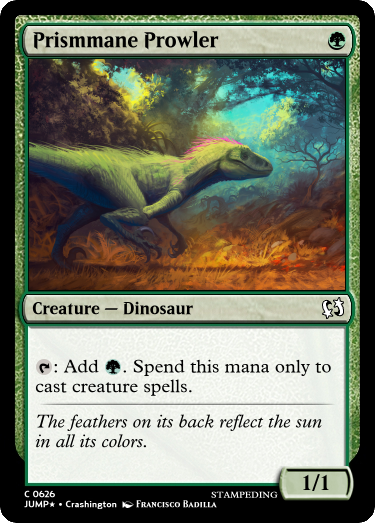 Prismmane Prowler
Creature — Dinosaur
: Add . Spend this mana only to
cast creature spells.
The feathers on its back reflect the sun
in all its colors.
1/1
C 0626
STAMPEDING
JUMP★ • Crashington Francisco Badilla